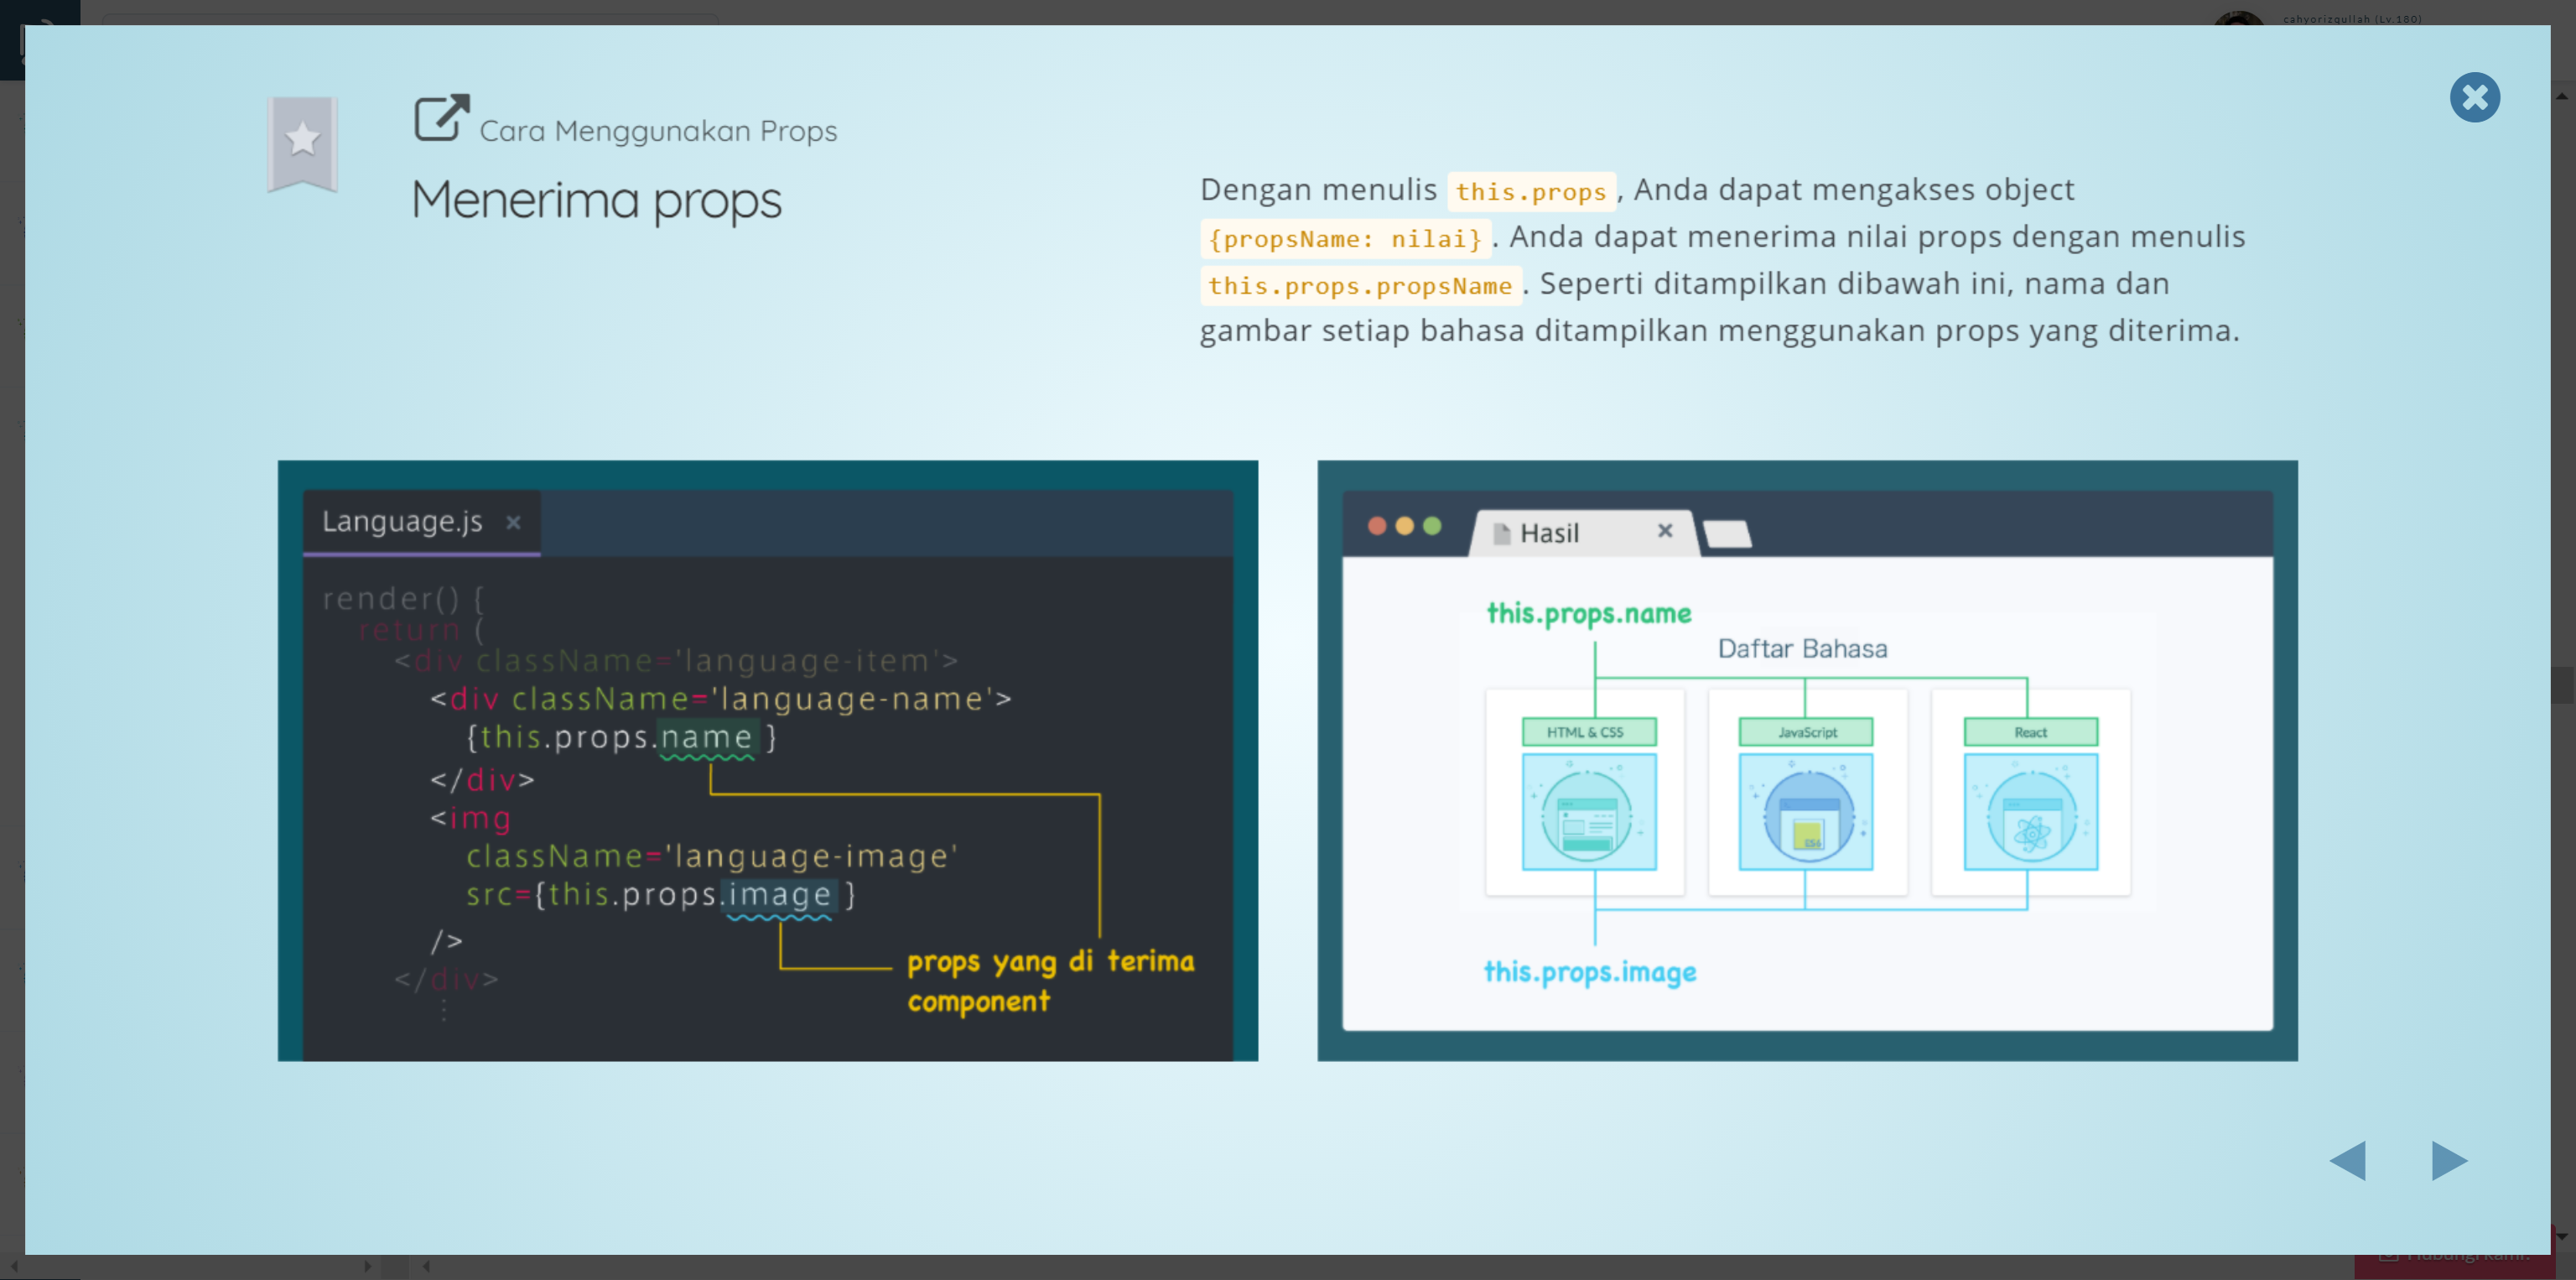 cahyorizqullah (Lv.180)
Cara Menggunakan Props
Menerima props
Dengan menulis this.props, Anda dapat mengakses object
{propsName: nilai}. Anda dapat menerima nilai props dengan menulis
this.props.propsName. Seperti ditampilkan dibawah ini, nama dan
gambar setiap bahasa ditampilkan menggunakan props yang diterima.
Language.js ×
render() {
return (
<div className='language-item'>
<div className='language-name'>
{this.props.name }
</div>
<img
className='language-image'
src={this.props.image }
/>
</div>
props yang di terima
component
Hasil ×
this.props.name
Daftar Bahasa
HTML & CSS
JavaScript
React
ES6
this.props.image
Hubungi kami.